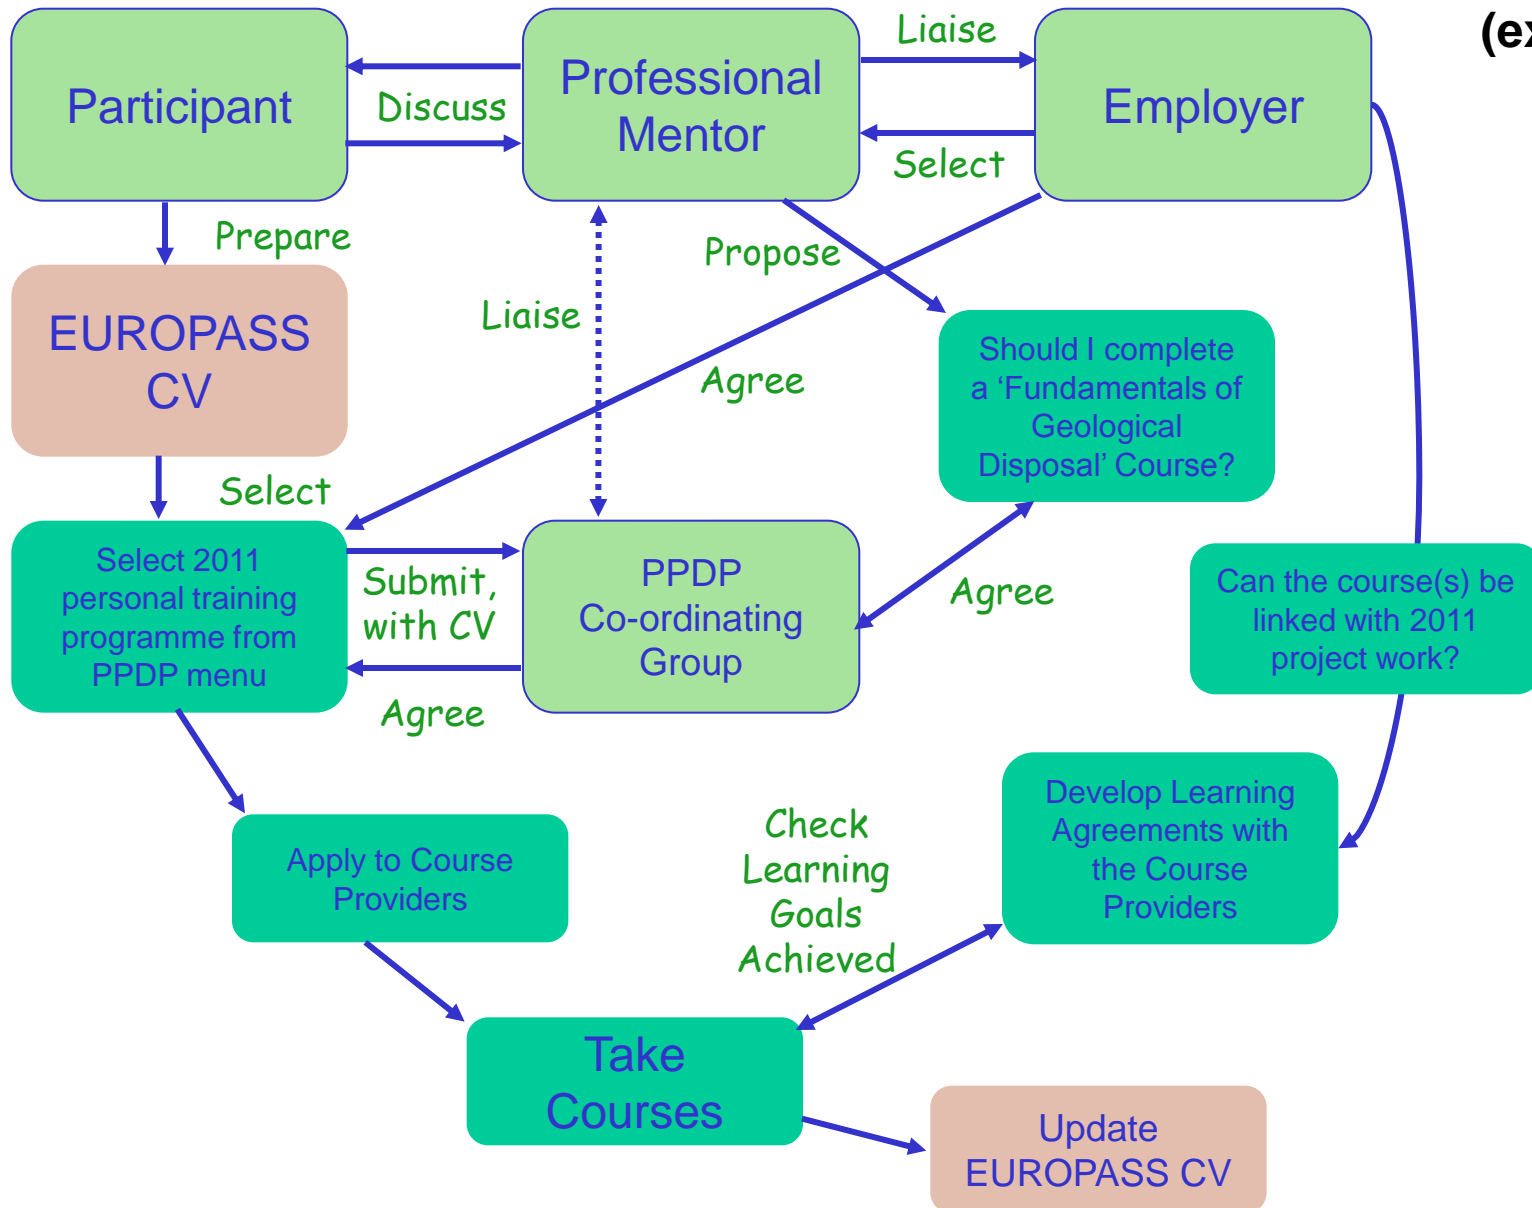 Liaise
(ex
Participant
Discuss
Professional
Mentor
Employer
Select
Prepare
Propose
EUROPASS
CV
Liaise
Agree
Should I complete
a ‘Fundamentals of
Geological
Disposal’ Course?
Select
Select 2011
personal training
programme from
PPDP menu
Submit,
with CV
Agree
PPDP
Co-ordinating
Group
Agree
Can the course(s) be
linked with 2011
project work?
Develop Learning
Agreements with
the Course
Providers
Apply to Course
Providers
Check
Learning
Goals
Achieved
Take
Courses
Update
EUROPASS CV